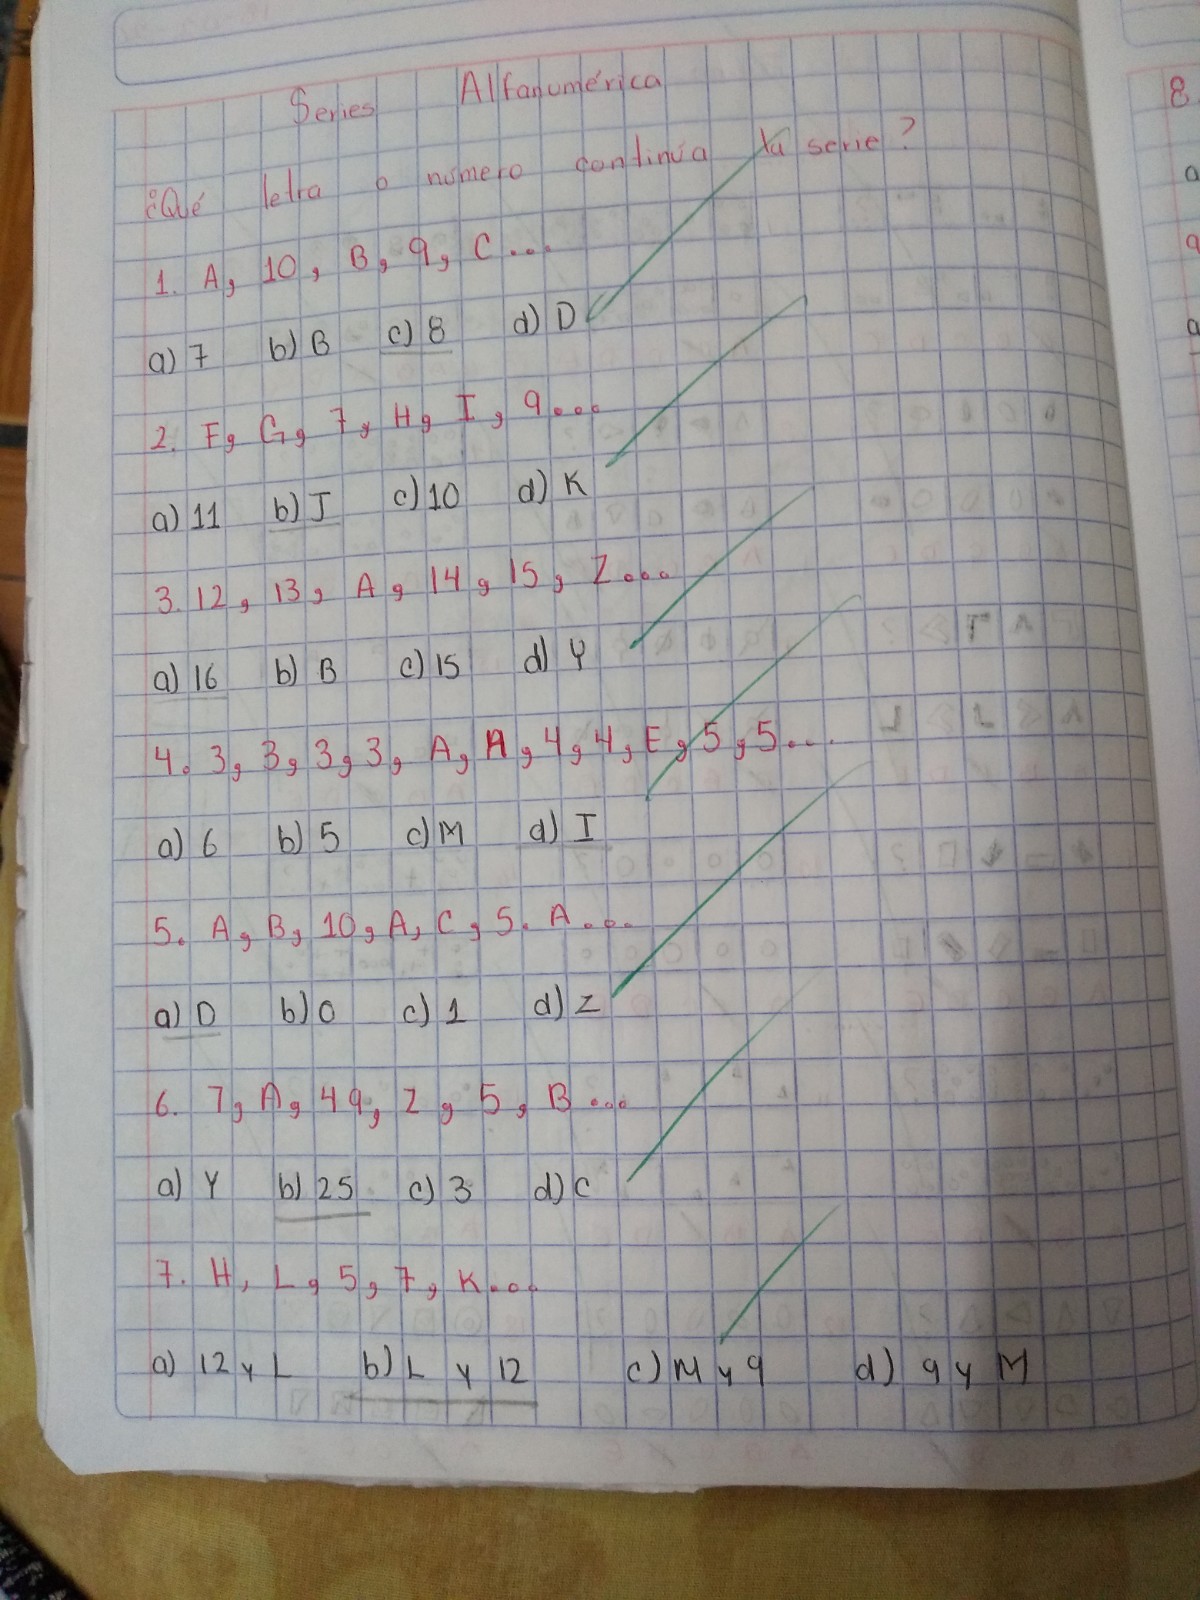 Series Alfanumérica
¿Qué letra o número continúa la serie?
1. A, 10, B, 9, C...
a) 7 b) B c) 8 d) D
2. F, G, 7, H, I, 9...
a) 11 b) J c) 10 d) K
3. 12, 13, A, 14, 15, Z...
a) 16 b) B c) 15 d) Y
4. 3, 3, 3, 3, A, A, 4, 4, E, 5, 5...
a) 6 b) 5 c) M d) I
5. A, B, 10, A, C, 5. A...
a) D b) 0 c) 1 d) Z
6. 7, A, 49, Z, 5, B...
a) Y b) 25 c) 3 d) C
7. H, L, 5, 7, K...
a) 12 y L b) L y 12 c) M y 9 d) 9 y M
8.
a
9
a